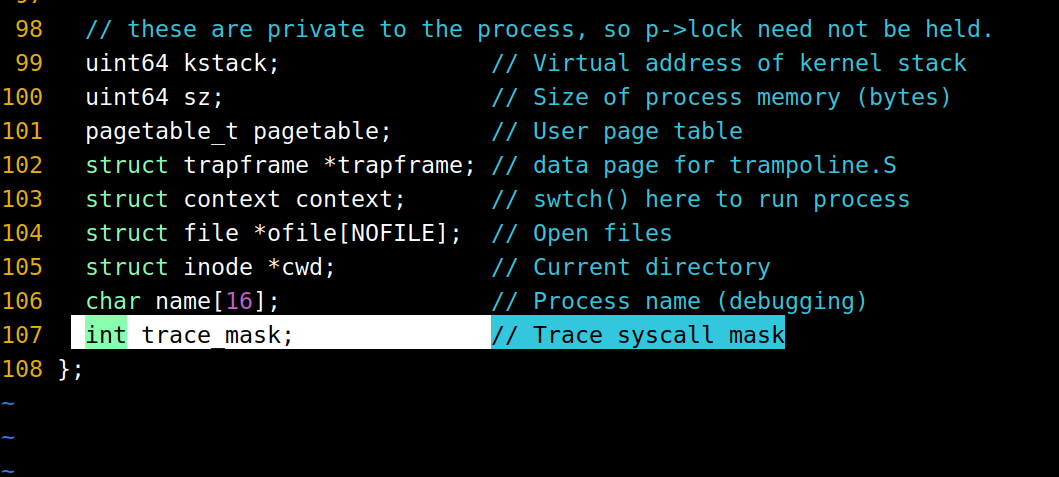 97
98   // these are private to the process, so p->lock need not be held.
99   uint64 kstack;               // Virtual address of kernel stack
100   uint64 sz;                   // Size of process memory (bytes)
101   pagetable_t pagetable;       // User page table
102   struct trapframe *trapframe; // data page for trampoline.S
103   struct context context;      // swtch() here to run process
104   struct file *ofile[NOFILE];  // Open files
105   struct inode *cwd;           // Current directory
106   char name[16];               // Process name (debugging)
107   int trace_mask;              // Trace syscall mask
108 };
~
~
~